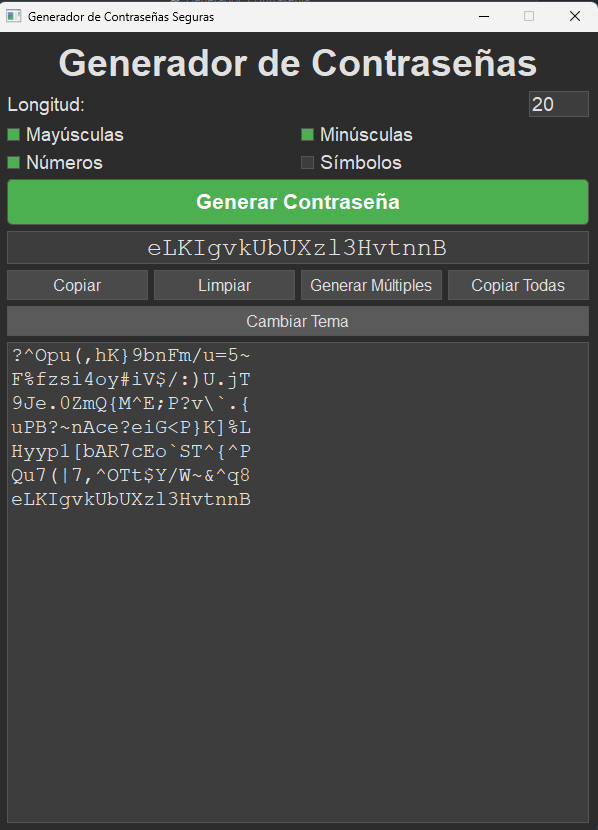 Generador de Contraseñas Seguras
Generador de Contraseñas
Longitud: 20
Mayúsculas Minúsculas
Números Símbolos
Generar Contraseña
eLKIgvkUbUXzl3HvtnnB
Copiar Limpiar Generar Múltiples Copiar Todas
Cambiar Tema
?^Opu(,hK}9bnFm/u=5~
F%fzsi4oy#iV$/:)U.jT
9Je.0ZmQ{M^E;P?v\`.{
uPB?~nAce?eiG<P}K]%L
Hyyp1[bAR7cEo`ST^{^P
Qu7(|7,^OTt$Y/W~&^q8
eLKIgvkUbUXzl3HvtnnB